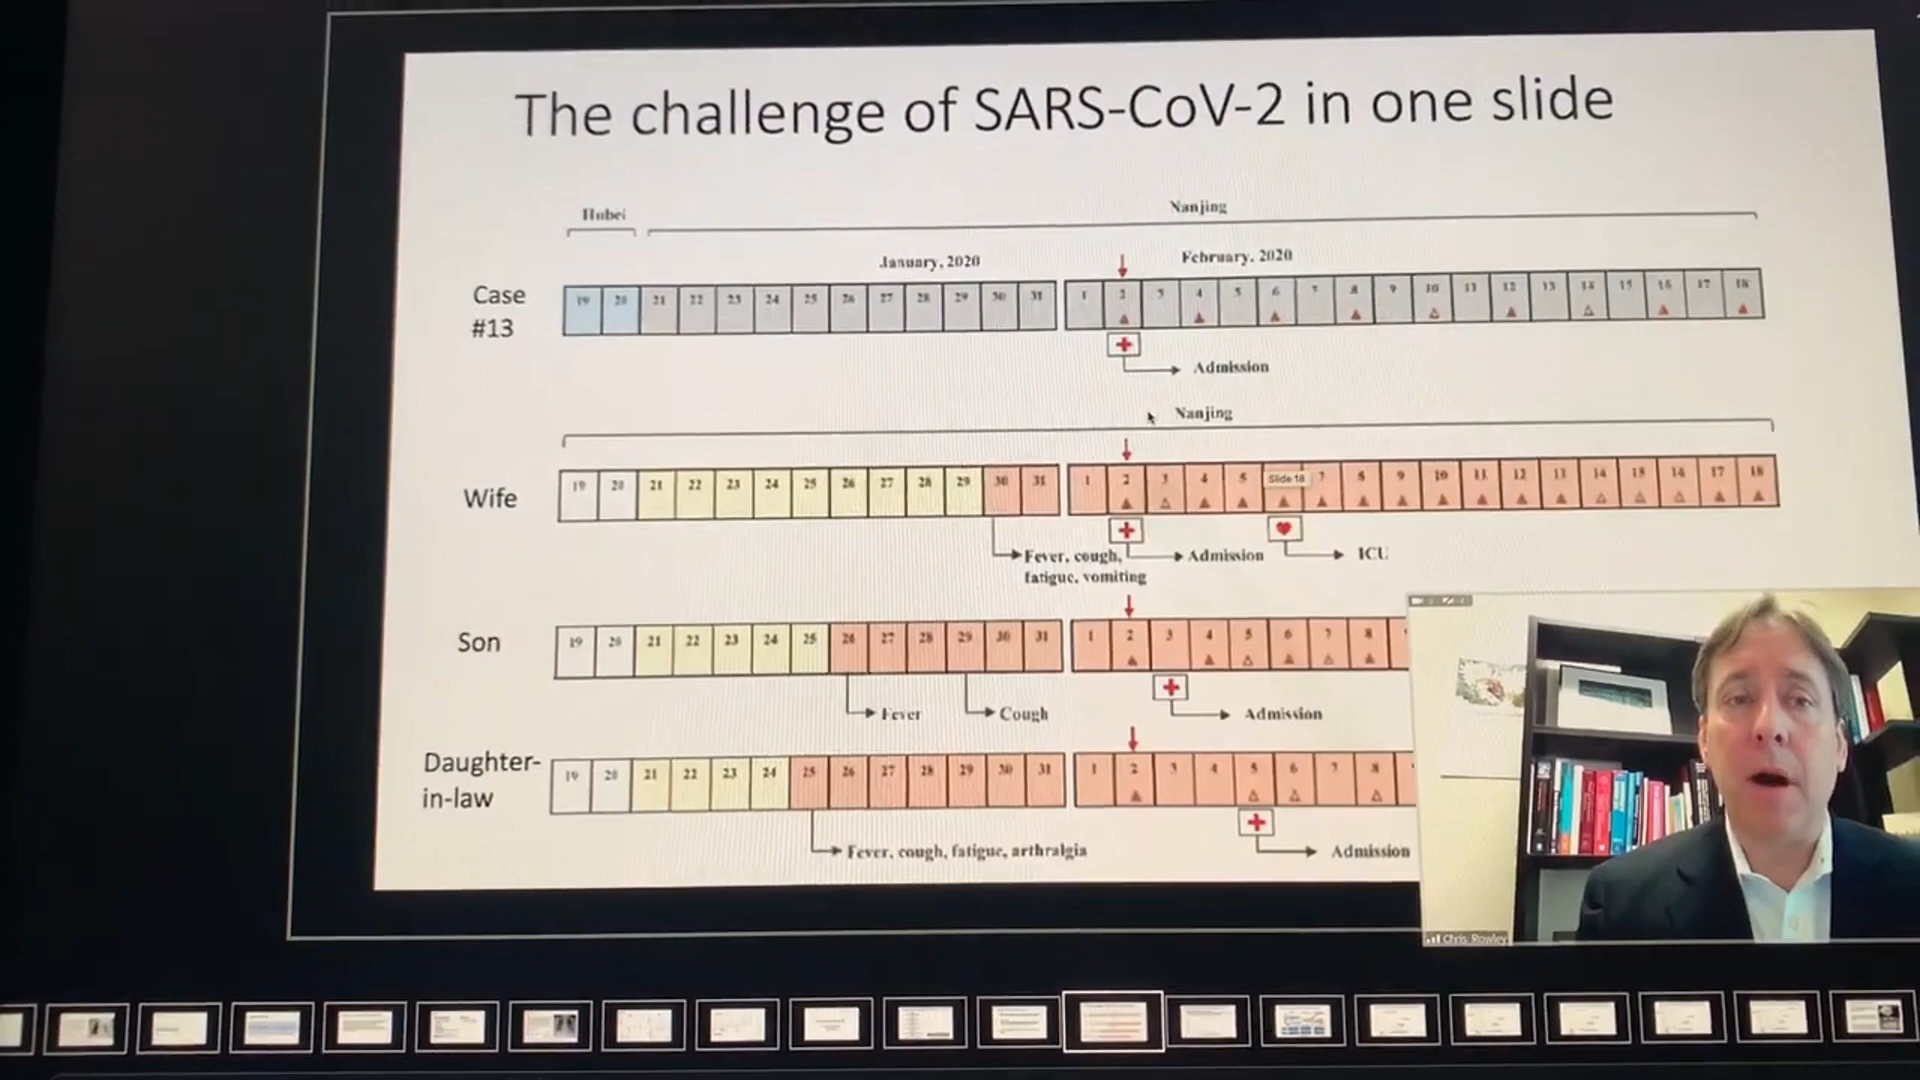 The challenge of SARS-CoV-2 in one slide
Hubei
Nanjing
January, 2020
February, 2020
Case
#13
19 20 21 22 23 24 25 26 27 28 29 30 31 1 2 3 4 5 6 7 8 9 10 11 12 13 14 15 16 17 18
Admission
Nanjing
Wife
19 20 21 22 23 24 25 26 27 28 29 30 31 1 2 3 4 5 Slide 18 7 8 9 10 11 12 13 14 15 16 17 18
Fever, cough,
fatigue, vomiting
Admission
ICU
Son
19 20 21 22 23 24 25 26 27 28 29 30 31 1 2 3 4 5 6 7 8
Fever
Cough
Admission
Daughter-
in-law
19 20 21 22 23 24 25 26 27 28 29 30 31 1 2 3 4 5 6 7 8
Fever, cough, fatigue, arthralgia
Admission
Chris Rowley